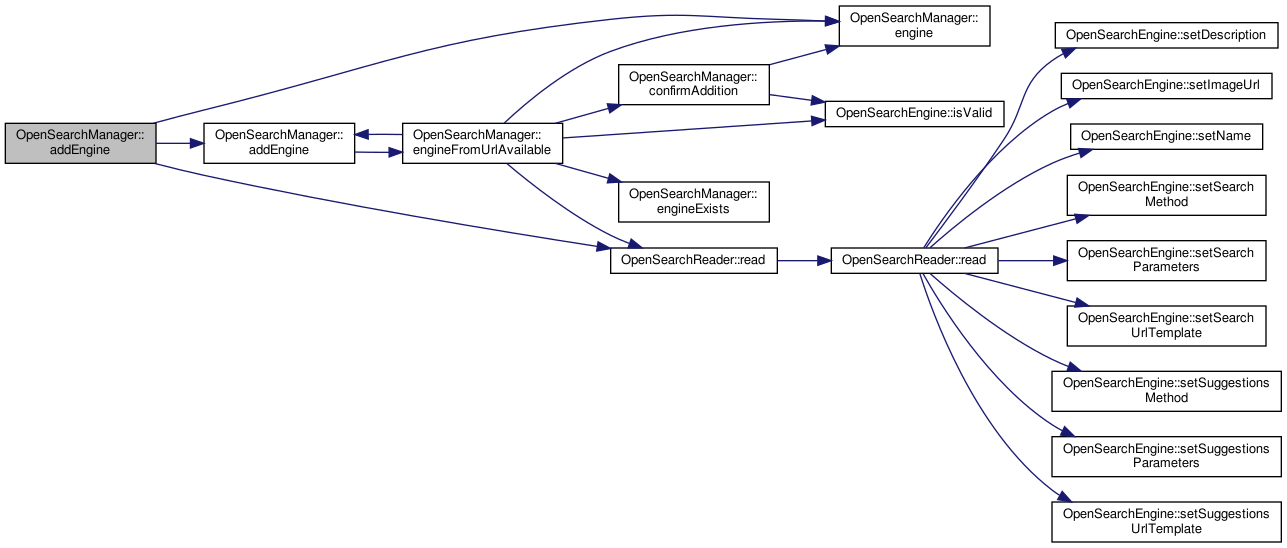 OpenSearchManager::
addEngine
OpenSearchManager::
addEngine
OpenSearchManager::
engineFromUrlAvailable
OpenSearchManager::
engine
OpenSearchManager::
confirmAddition
OpenSearchEngine::isValid
OpenSearchManager::
engineExists
OpenSearchReader::read
OpenSearchReader::read
OpenSearchEngine::setDescription
OpenSearchEngine::setImageUrl
OpenSearchEngine::setName
OpenSearchEngine::setSearch
Method
OpenSearchEngine::setSearch
Parameters
OpenSearchEngine::setSearch
UrlTemplate
OpenSearchEngine::setSuggestions
Method
OpenSearchEngine::setSuggestions
Parameters
OpenSearchEngine::setSuggestions
UrlTemplate